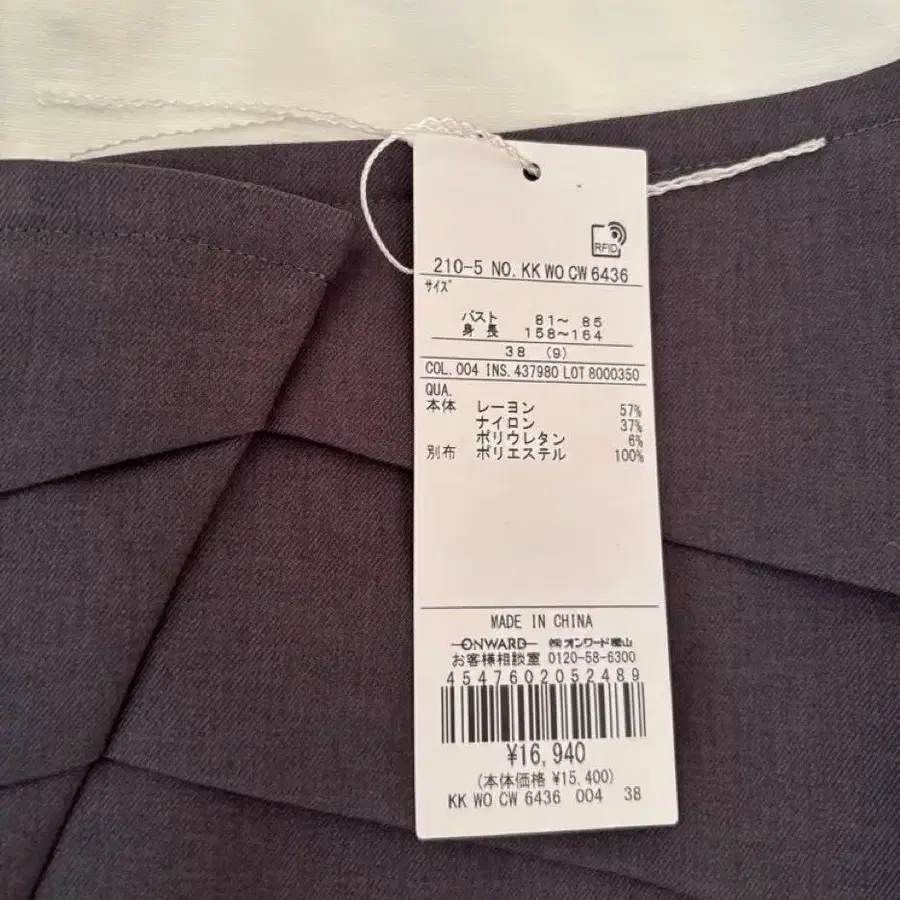 RFID
210-5 NO. KK WO CW 6436
サイズ
バスト 81~ 85
身長 158~164
38 (9)
COL. 004 INS. 437980 LOT 8000350
QUA.
本体 レーヨン 57%
ナイロン 37%
ポリウレタン 6%
別布 ポリエステル 100%
MADE IN CHINA
ONWARD ㈱オンワード樫山
お客様相談室 0120-58-6300
4547602052489
¥16,940
(本体価格 ¥15,400)
KK WO CW 6436 004 38